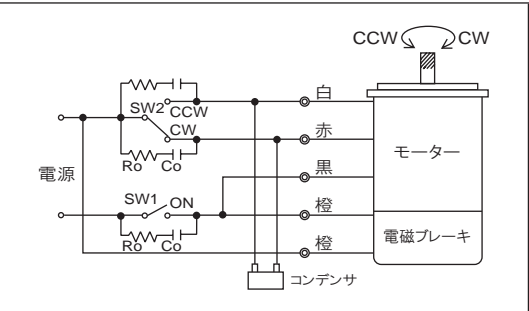 CCW CW
白
SW2 CCW
CW
赤
Ro Co
モーター
電源
黒
SW1 ON
橙
Ro Co
電磁ブレーキ
橙
コンデンサ